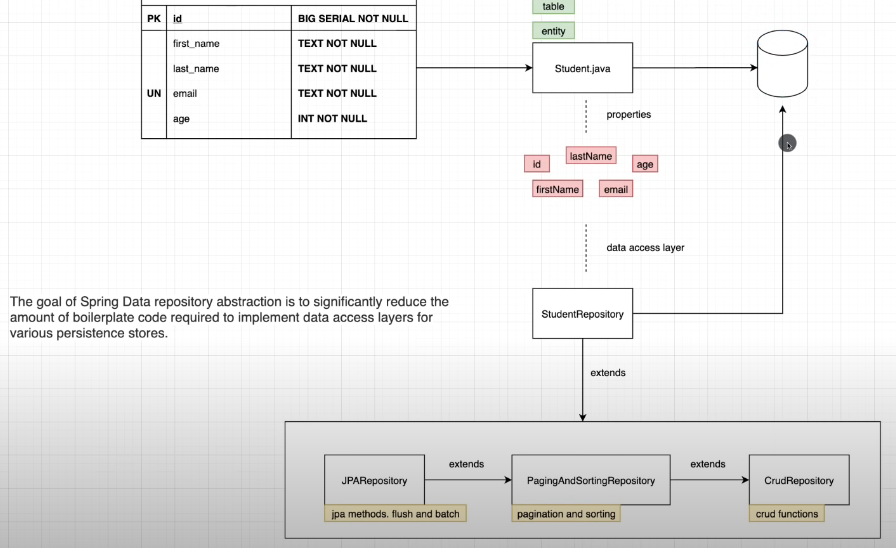 table
PK id BIG SERIAL NOT NULL
entity
first_name TEXT NOT NULL
last_name TEXT NOT NULL
Student.java
UN email TEXT NOT NULL
age INT NOT NULL
properties
id
lastName
age
firstName
email
data access layer
The goal of Spring Data repository abstraction is to significantly reduce the
amount of boilerplate code required to implement data access layers for
various persistence stores.
StudentRepository
extends
extends
extends
JPARepository
PagingAndSortingRepository
CrudRepository
jpa methods. flush and batch
pagination and sorting
crud functions